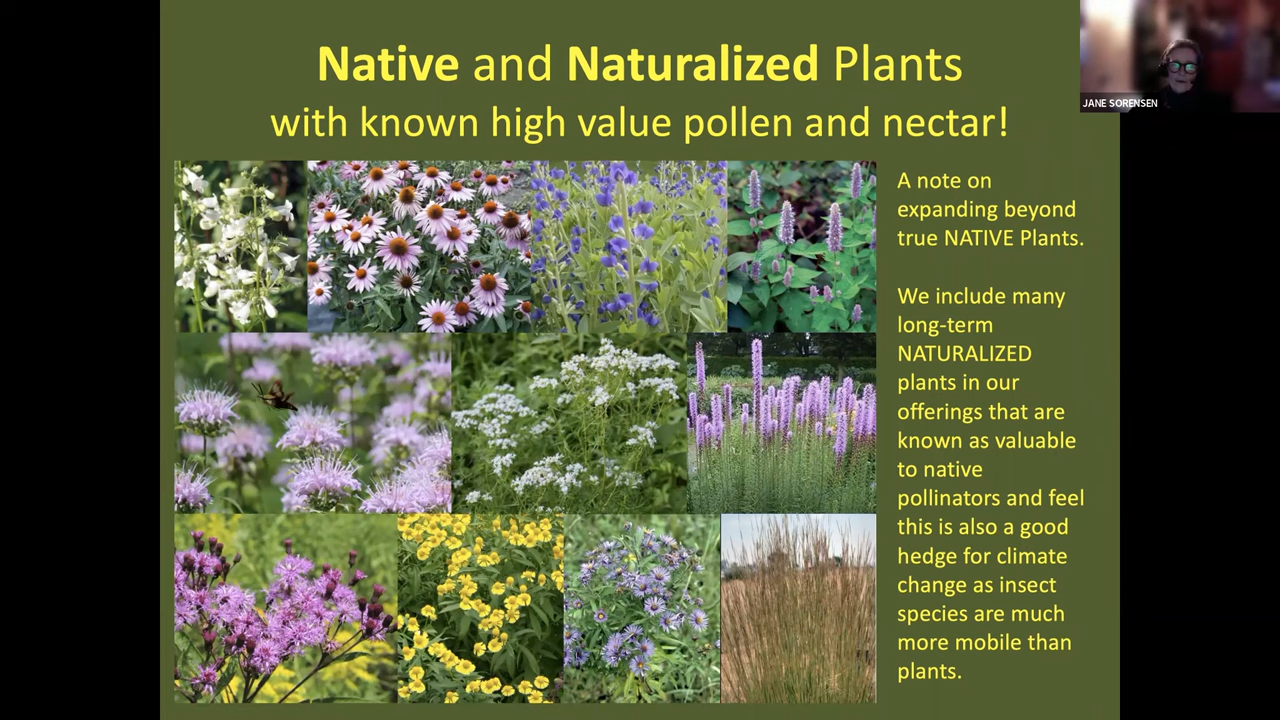 Native and Naturalized Plants
with known high value pollen and nectar!
JANE SORENSEN
A note on
expanding beyond
true NATIVE Plants.
We include many
long-term
NATURALIZED
plants in our
offerings that are
known as valuable
to native
pollinators and feel
this is also a good
hedge for climate
change as insect
species are much
more mobile than
plants.